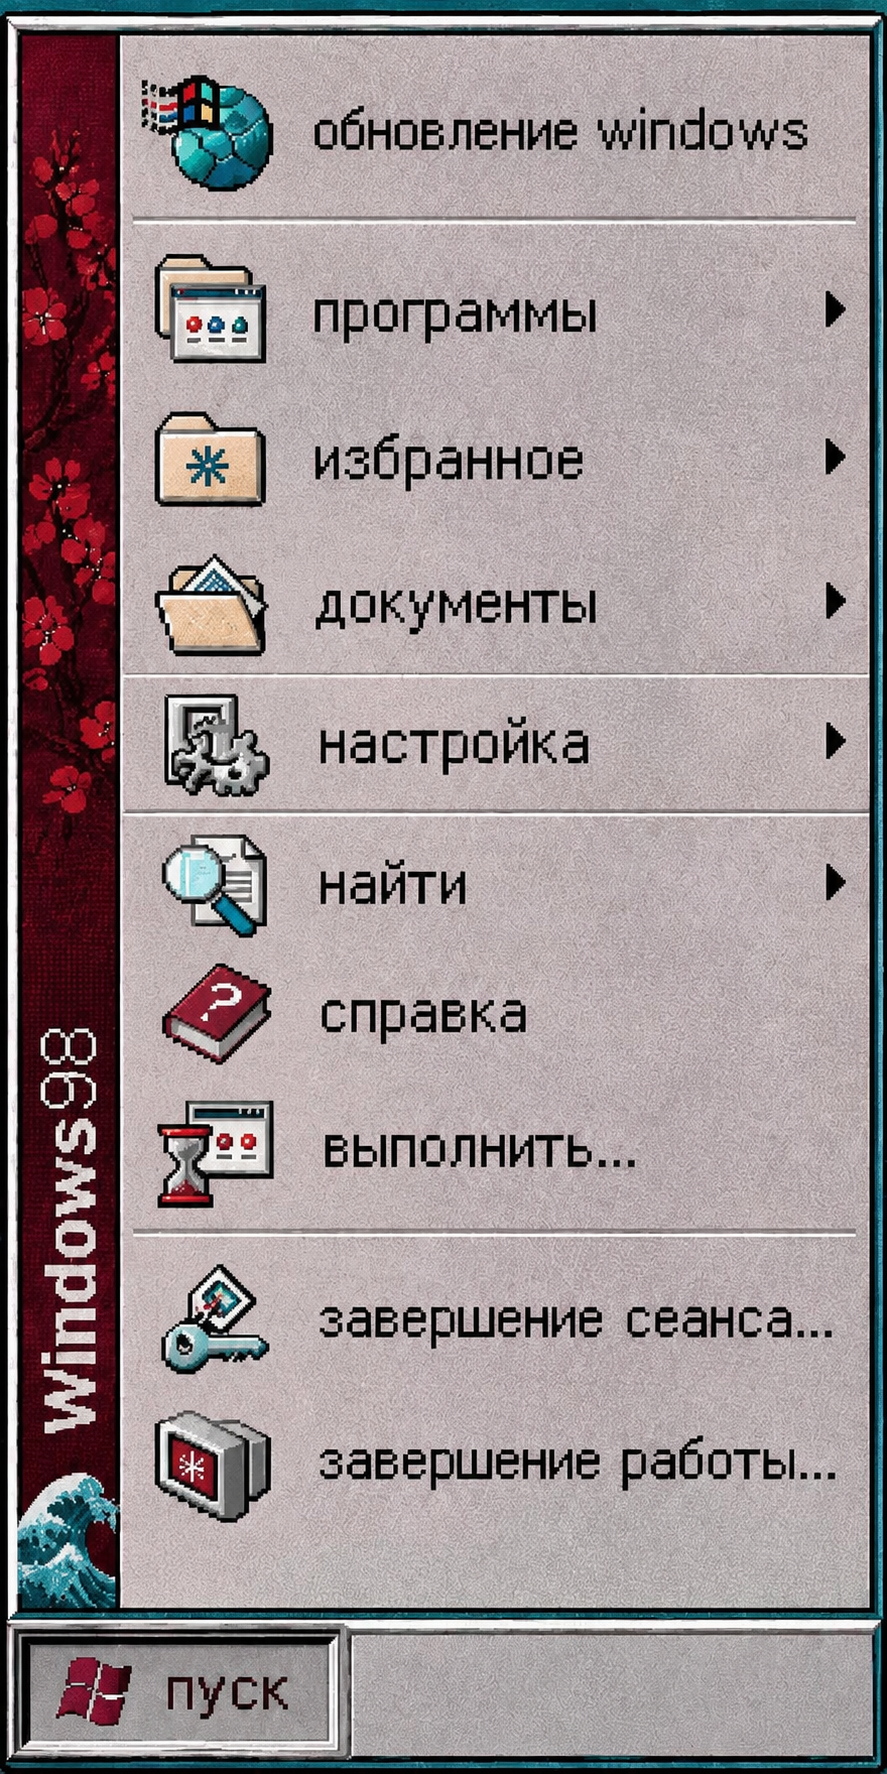 обновление windows
программы
избранное
документы
настройка
найти
справка
выполнить...
завершение сеанса...
завершение работы...
Windows98
пуск